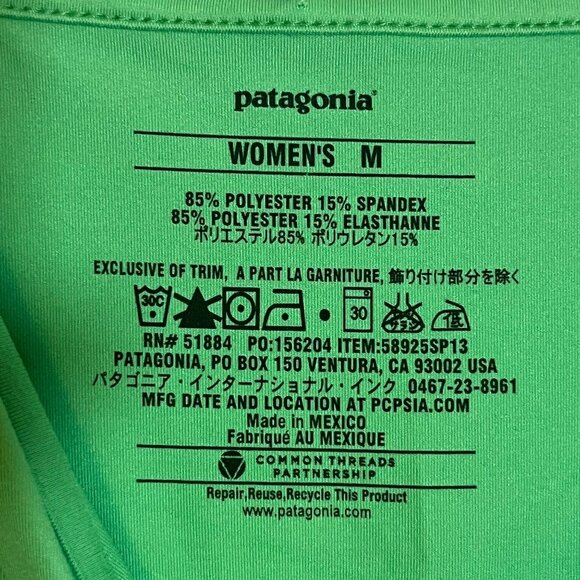 patagonia®
WOMEN'S M
85% POLYESTER 15% SPANDEX
85% POLYESTER 15% ELASTHANNE
ポリエステル85% ポリウレタン15%
EXCLUSIVE OF TRIM, A PART LA GARNITURE, 飾り付け部分を除く
30C 30 エンソ 低
RN# 51884 PO:156204 ITEM:58925SP13
PATAGONIA, PO BOX 150 VENTURA, CA 93002 USA
パタゴニア・インターナショナル・インク 0467-23-8961
MFG DATE AND LOCATION AT PCPSIA.COM
Made in MEXICO
Fabriqué AU MEXIQUE
COMMON THREADS
PARTNERSHIP
Repair,Reuse,Recycle This Product
www.patagonia.com